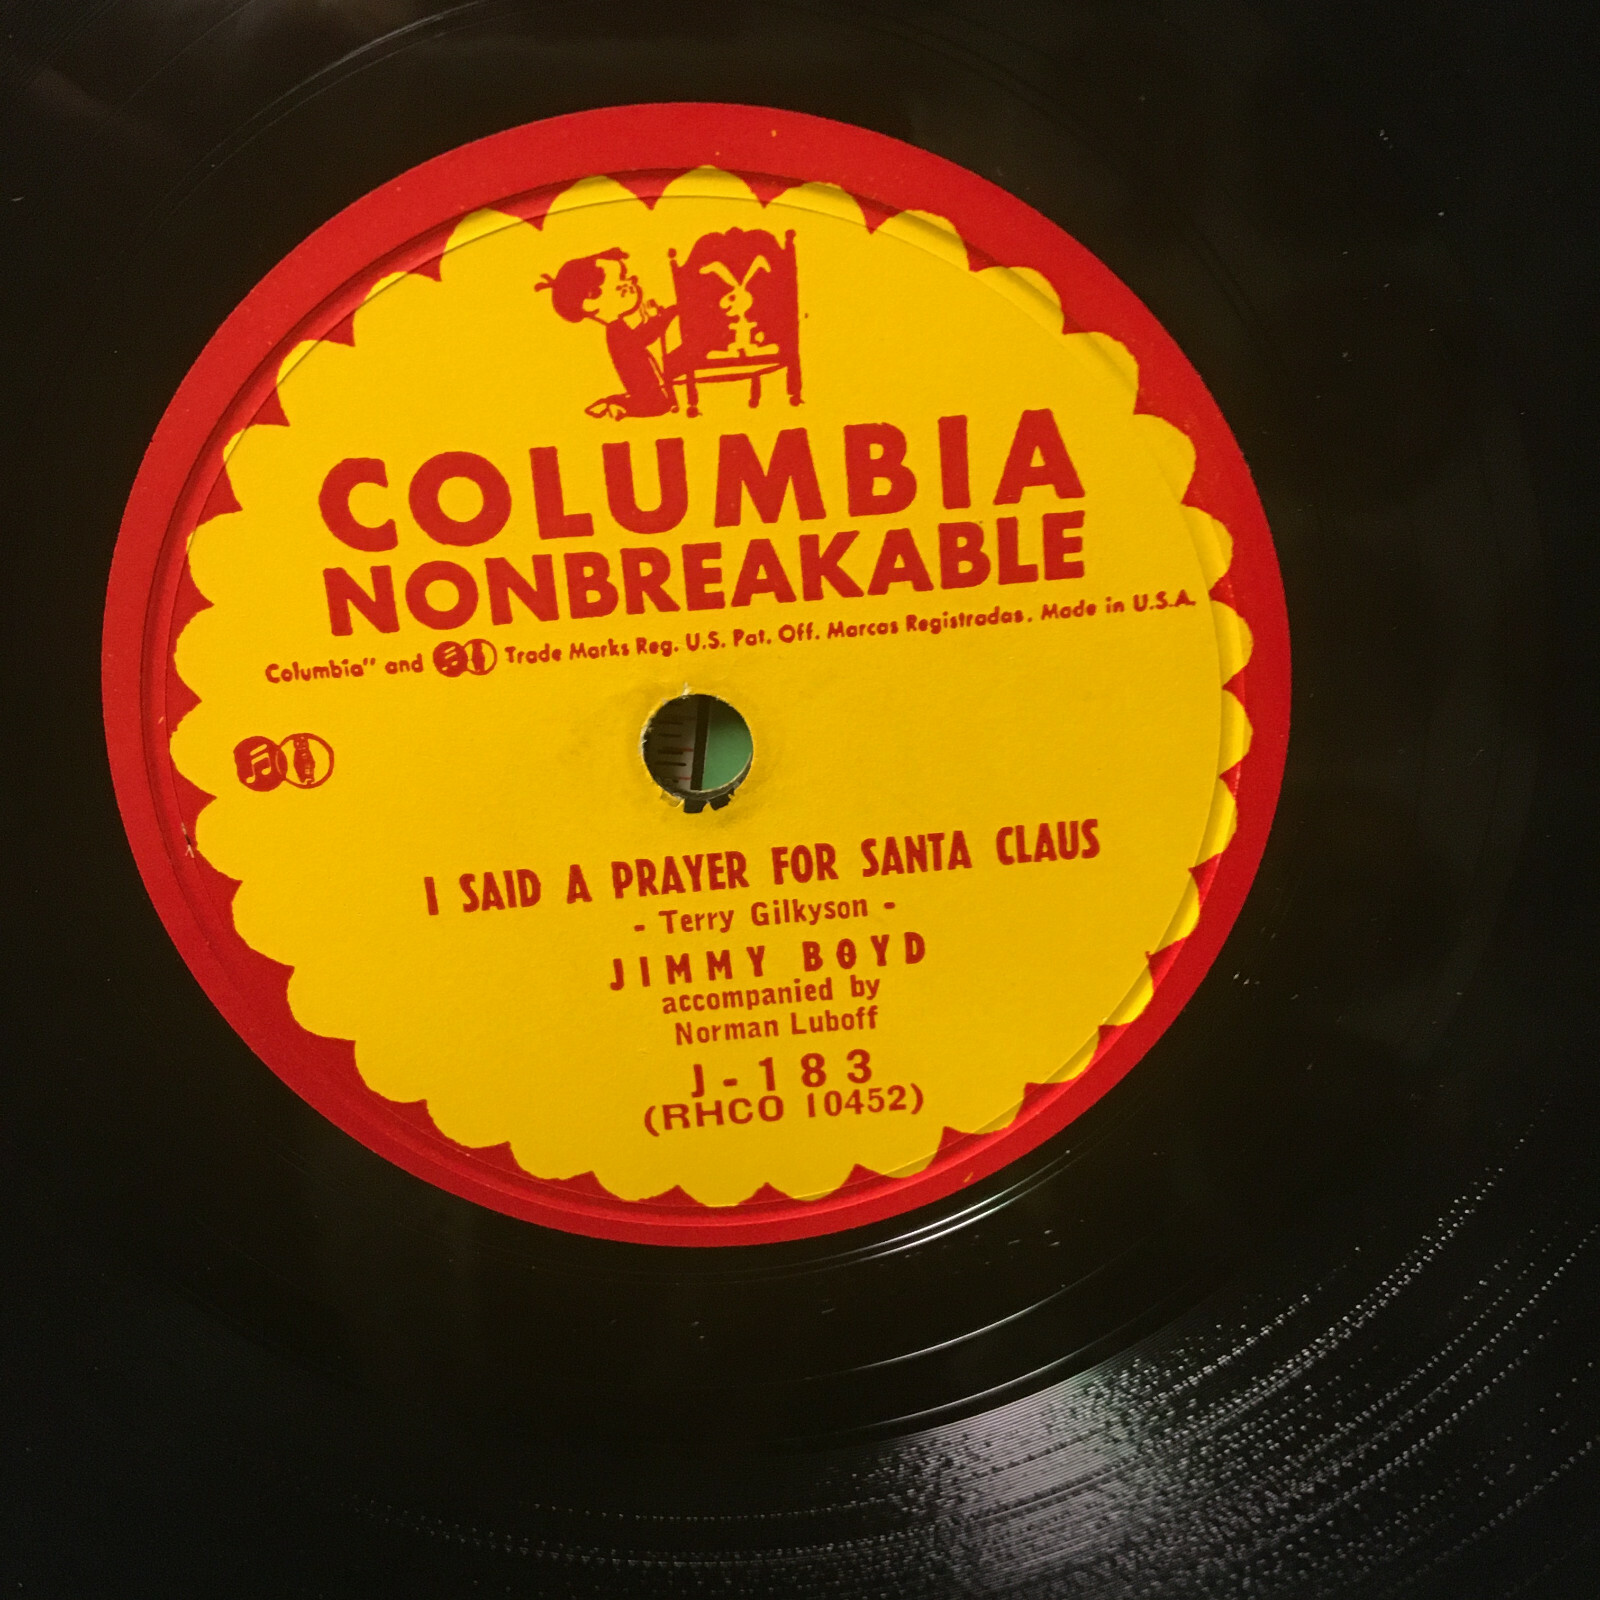 COLUMBIA
NONBREAKABLE
Columbia" and Trade Marks Reg. U.S. Pat. Off. Marcas Registradas. Made in U.S.A.
I SAID A PRAYER FOR SANTA CLAUS
- Terry Gilkyson -
JIMMY BOYD
accompanied by
Norman Luboff
J-183
(RHCO 10452)